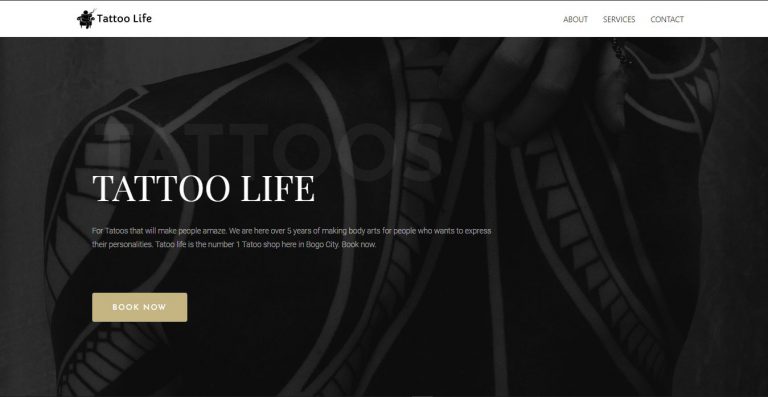 Tattoo Life
ABOUT SERVICES CONTACT
TATTOOS
TATTOO LIFE
For Tatoos that will make people amaze. We are here over 5 years of making body arts for people who wants to express
their personalities. Tatoo life is the number 1 Tatoo shop here in Bogo City. Book now.
BOOK NOW